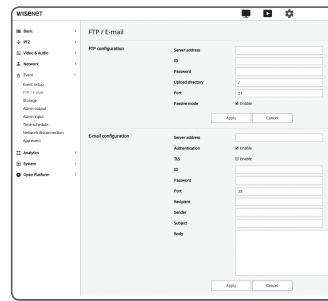 WISENET
Basic
PTZ
Video & Audio
Network
Event
Event setup
FTP / E-mail
Storage
Alarm output
Alarm input
Time schedule
Network disconnection
App event
Analytics
System
Open Platform
FTP / E-mail
FTP configuration
Server address
ID
Password
Upload directory /
Port 21
Passive mode Enable
Apply Cancel
E-mail configuration
Server address
Authentication Enable
TLS Enable
ID
Password
Port 25
Recipient
Sender
Subject
Body
Apply Cancel